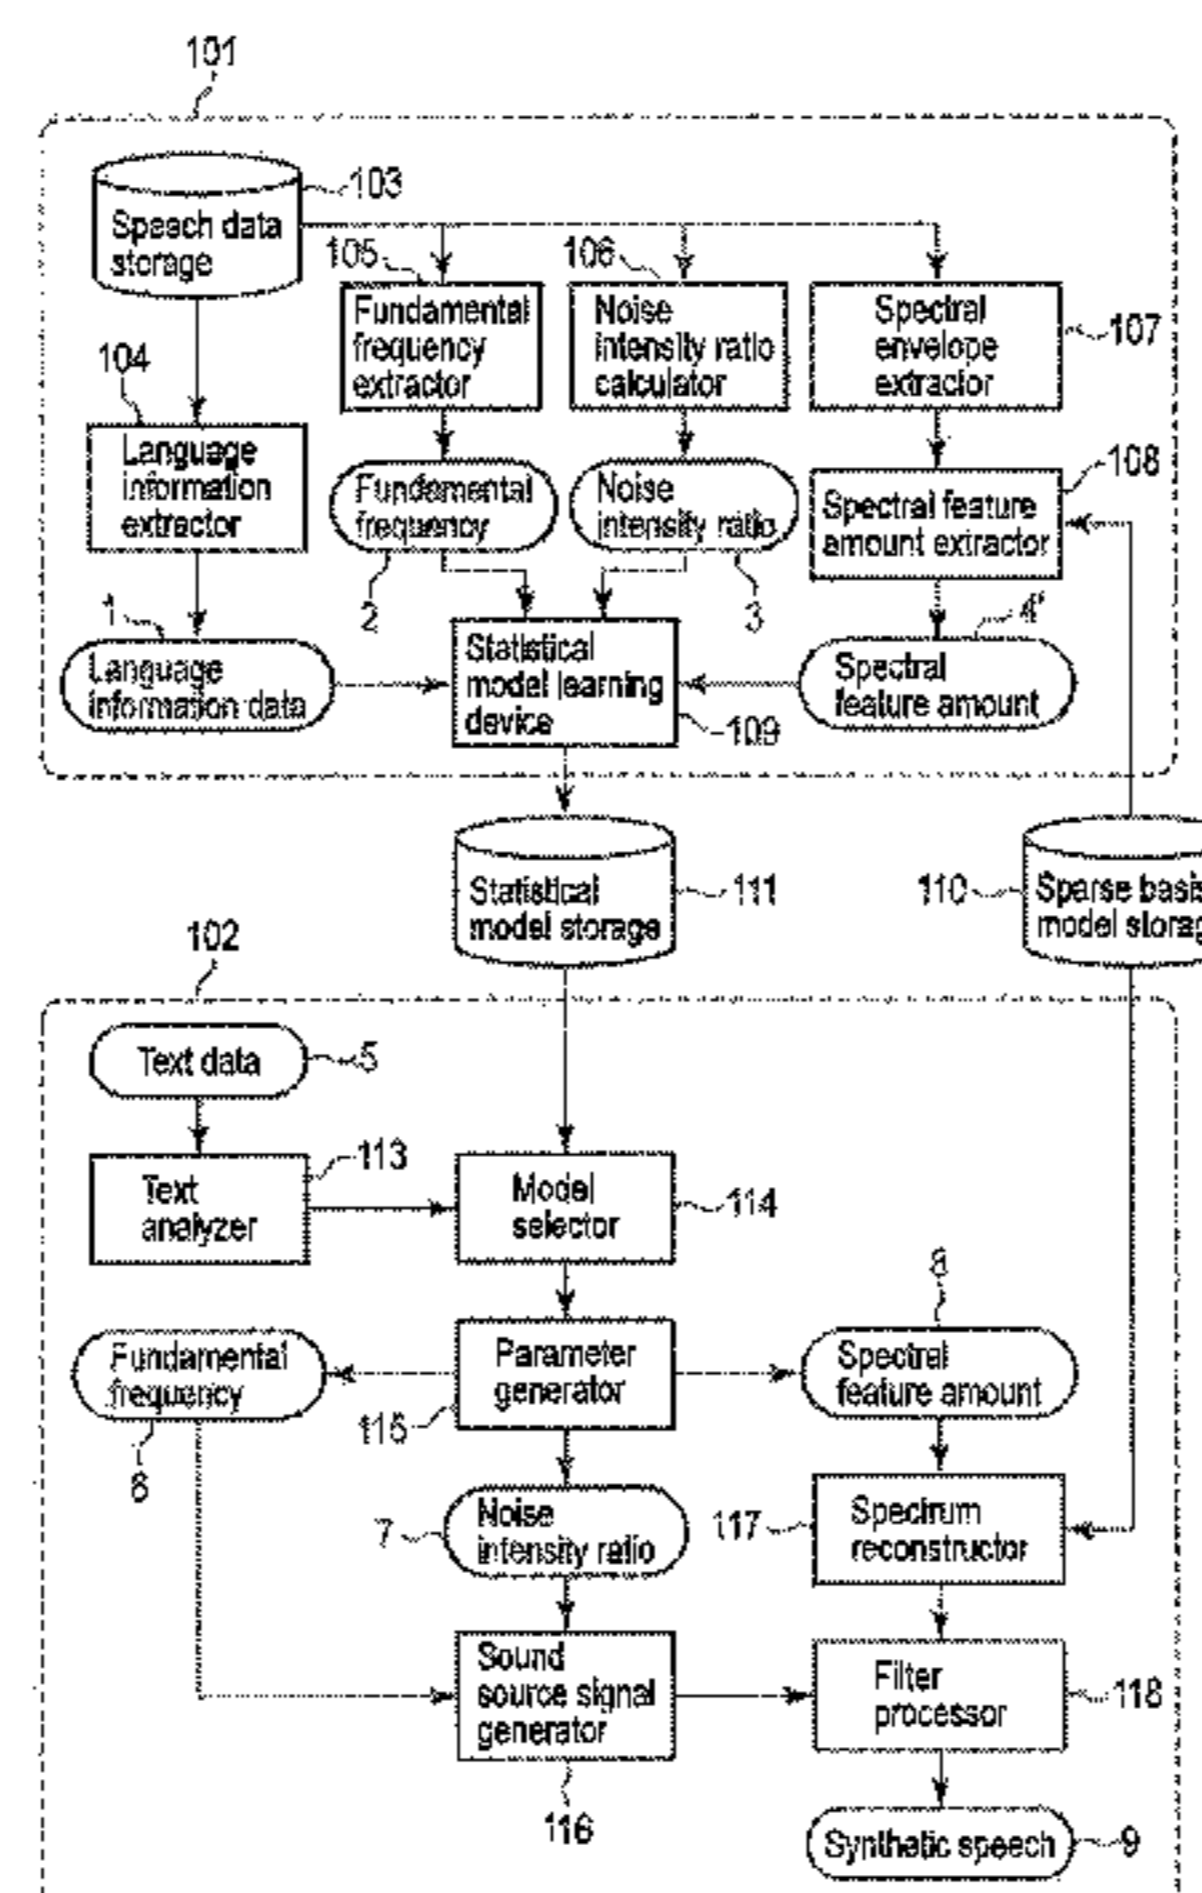 101
103
Speech data
storage
105
106
Fundamental
frequency
extractor
Noise
intensity ratio
calculator
Spectral
envelope
extractor
107
104
Language
information
extractor
Fundamental
frequency
Noise
intensity ratio
108
Spectral feature
amount extractor
1
2
3
4'
Language
information data
Statistical
model learning
device
109
Spectral
feature amount
Statistical
model storage
111
110
Sparse basis
model storag
102
Text data
5
113
Text
analyzer
Model
selector
114
8
Fundamental
frequency
6
Parameter
generator
115
Spectral
feature amount
7
Noise
intensity ratio
117
Spectrum
reconstructor
Sound
source signal
generator
116
Filter
processor
118
Synthetic speech
9